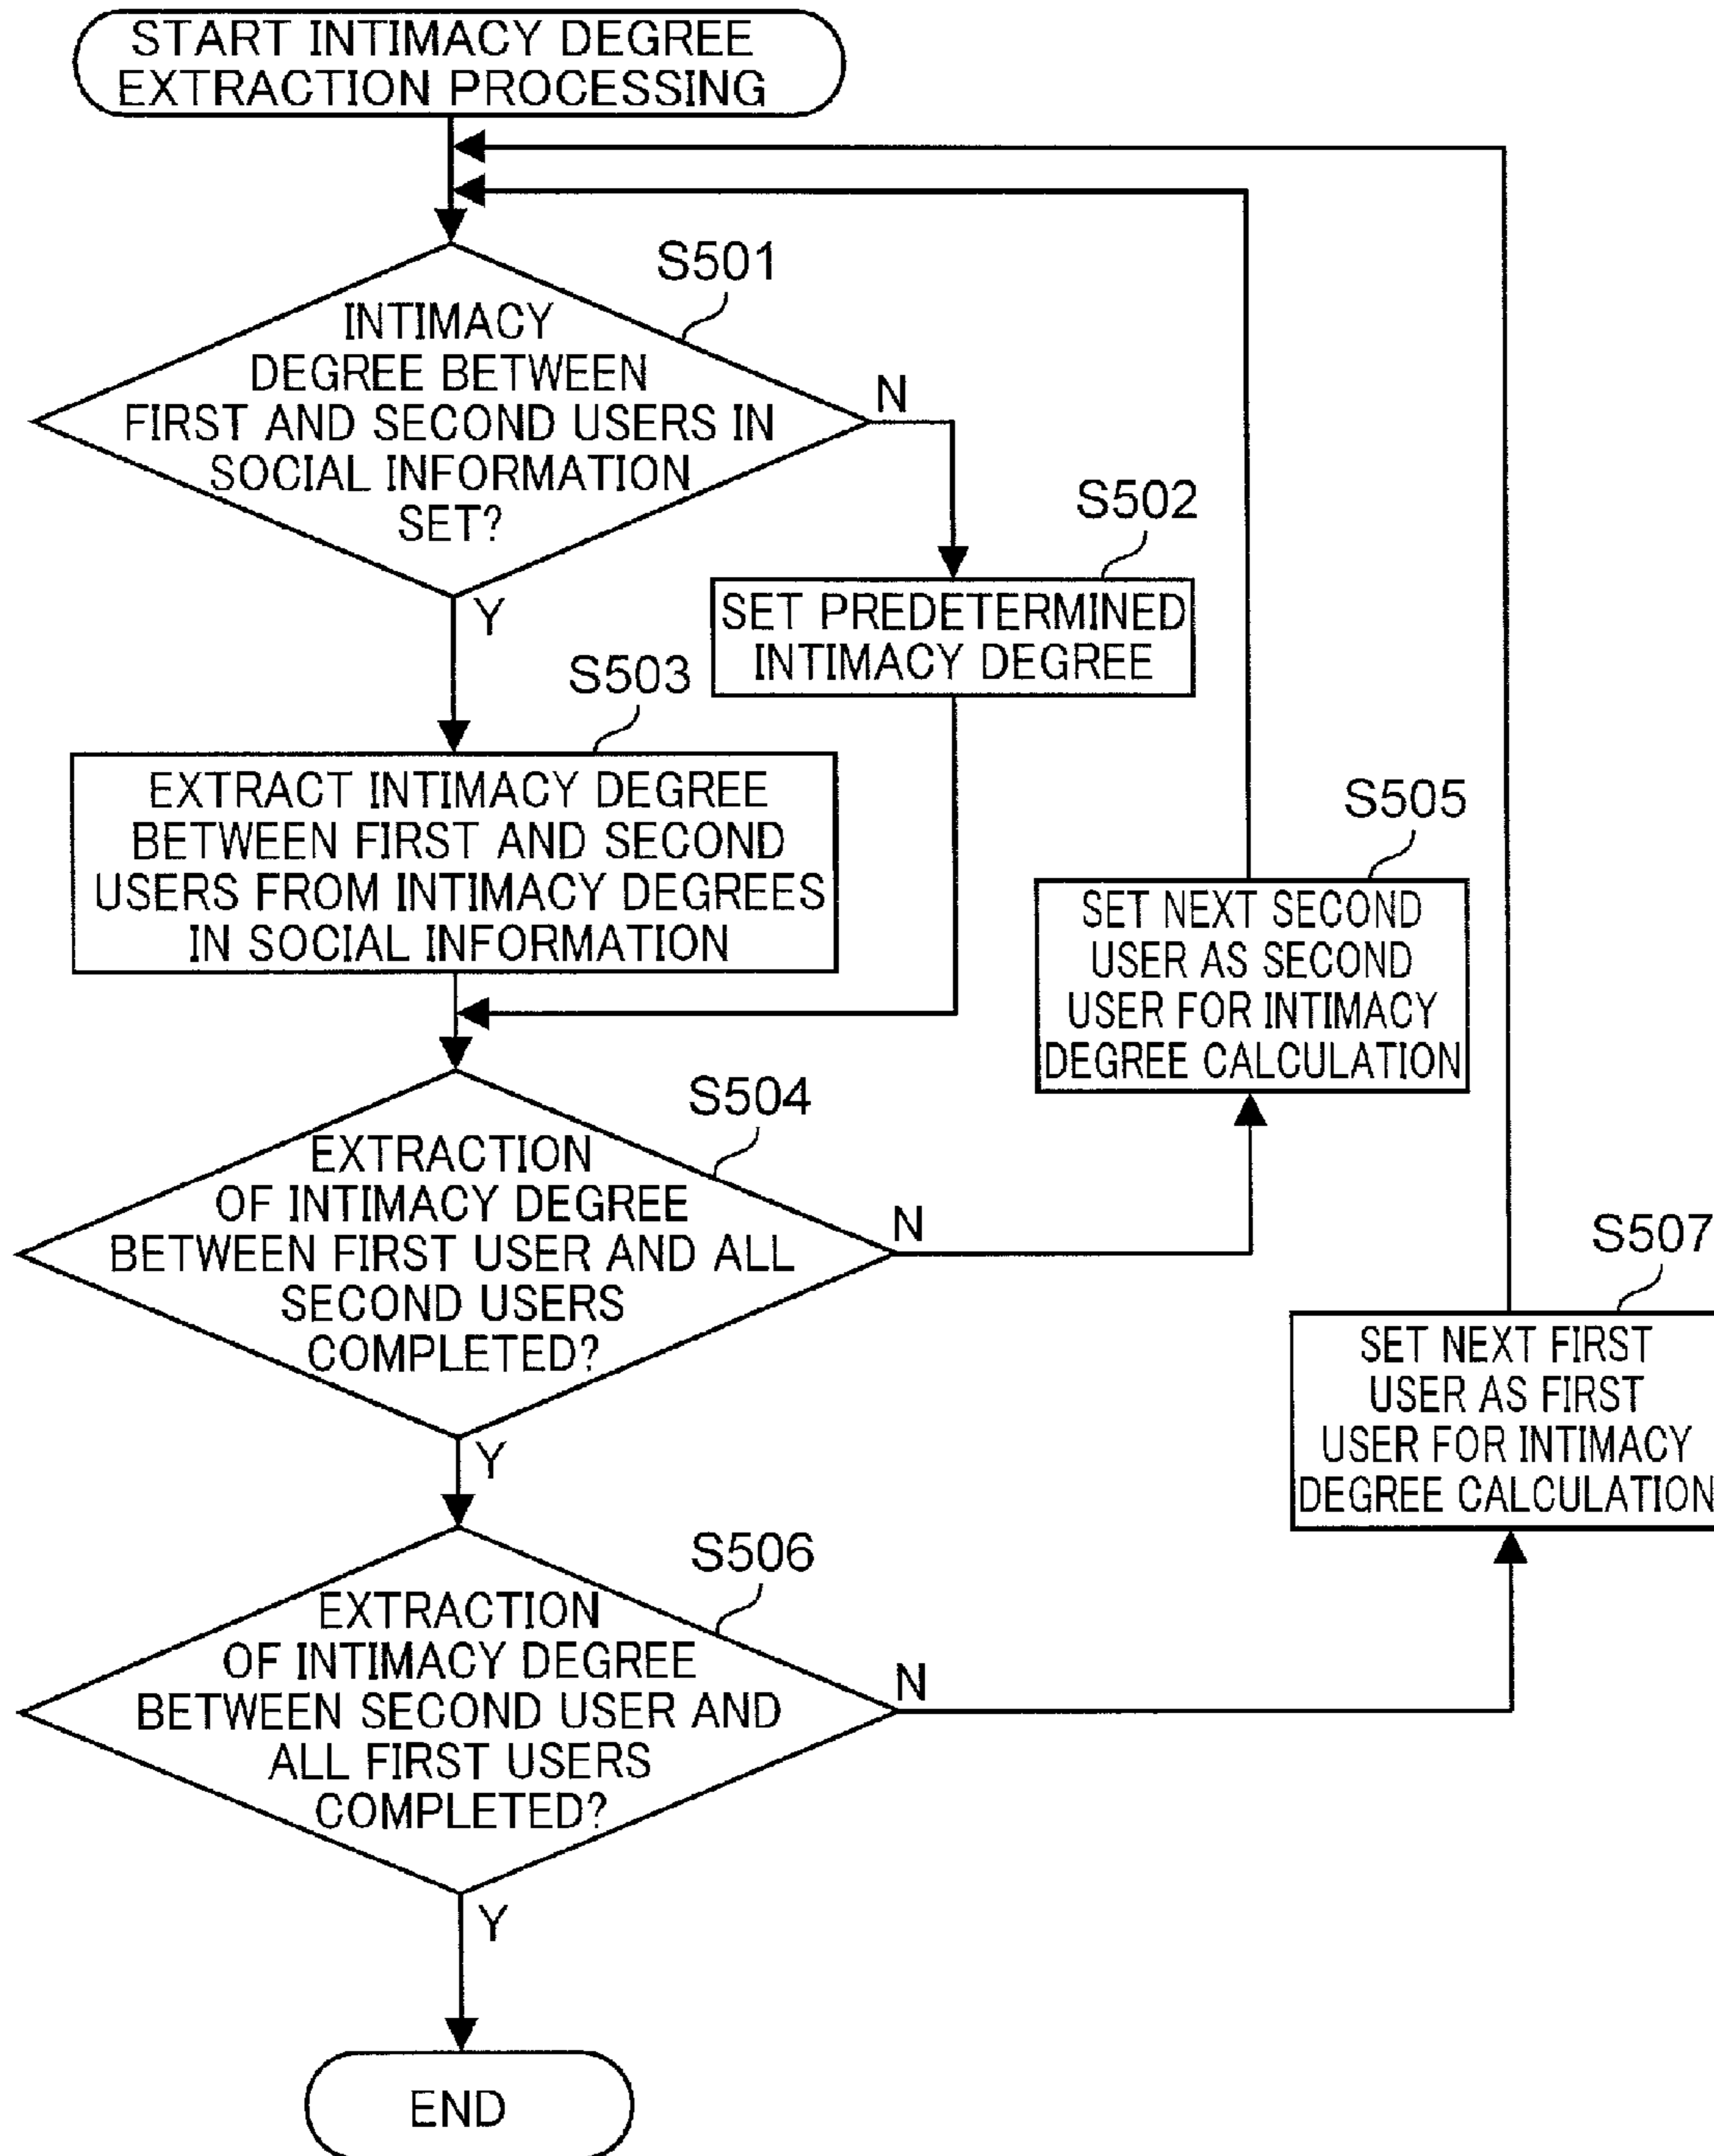 START INTIMACY DEGREE
EXTRACTION PROCESSING
S501
INTIMACY
DEGREE BETWEEN
FIRST AND SECOND USERS IN
SOCIAL INFORMATION
SET?
N
Y
S502
SET PREDETERMINED
INTIMACY DEGREE
S503
EXTRACT INTIMACY DEGREE
BETWEEN FIRST AND SECOND
USERS FROM INTIMACY DEGREES
IN SOCIAL INFORMATION
S504
EXTRACTION
OF INTIMACY DEGREE
BETWEEN FIRST USER AND ALL
SECOND USERS
COMPLETED?
N
Y
S505
SET NEXT SECOND
USER AS SECOND
USER FOR INTIMACY
DEGREE CALCULATION
S506
EXTRACTION
OF INTIMACY DEGREE
BETWEEN SECOND USER AND
ALL FIRST USERS
COMPLETED?
N
Y
S507
SET NEXT FIRST
USER AS FIRST
USER FOR INTIMACY
DEGREE CALCULATION
END